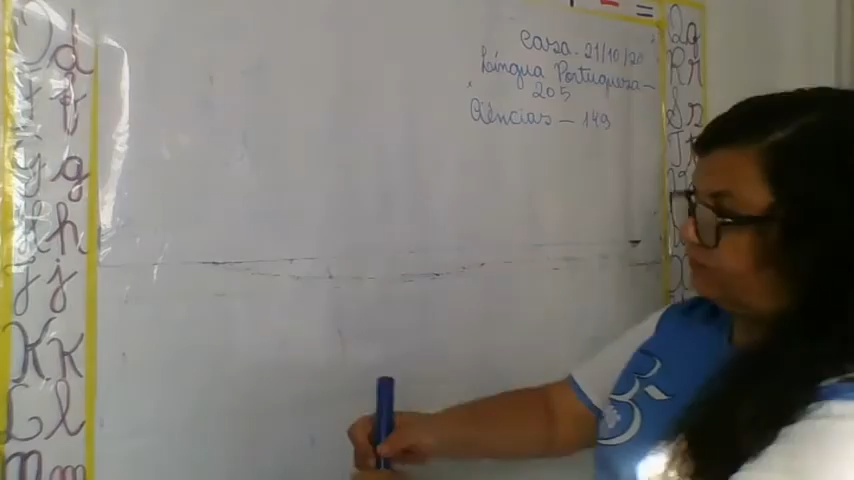 Casa - 21/10/20
Língua Portuguesa -
205
Ciências - 149
D d
g
h
J j
K k
L l
m m
Q q
R r
S s